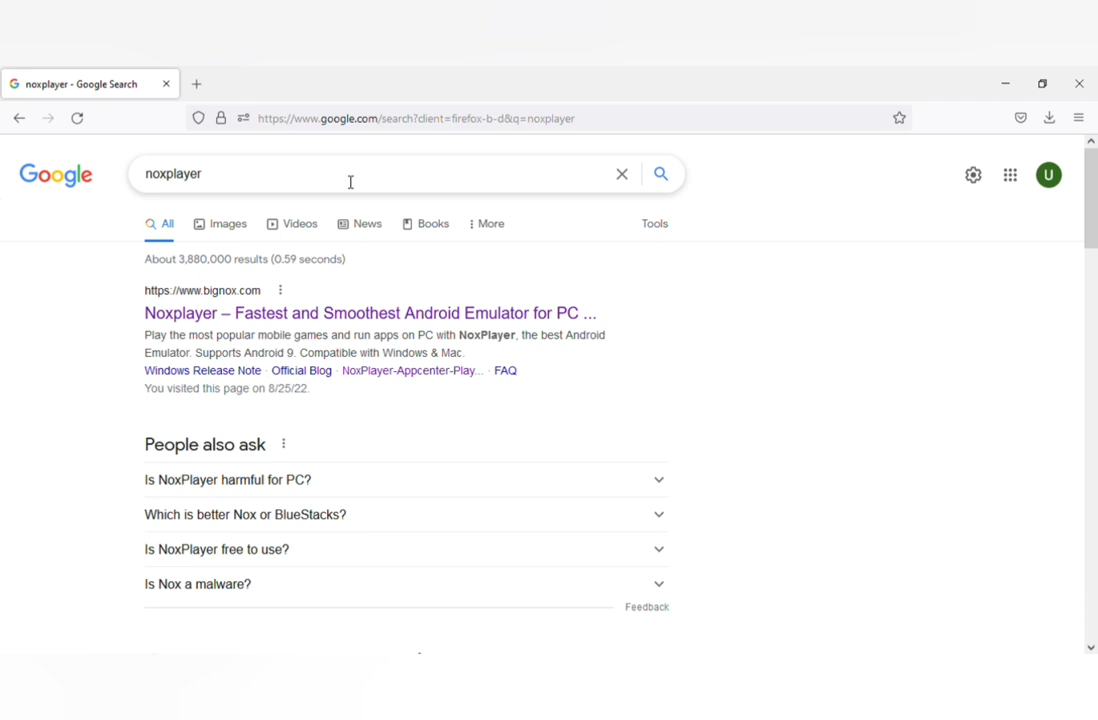 noxplayer - Google Search
https://www.google.com/search?client=firefox-b-d&q=noxplayer
Google
noxplayer
U
All
Images
Videos
News
Books
More
Tools
About 3,880,000 results (0.59 seconds)
https://www.bignox.com
Noxplayer – Fastest and Smoothest Android Emulator for PC ...
Play the most popular mobile games and run apps on PC with NoxPlayer, the best Android
Emulator. Supports Android 9. Compatible with Windows & Mac.
Windows Release Note · Official Blog · NoxPlayer-Appcenter-Play... · FAQ
You visited this page on 8/25/22.
People also ask
Is NoxPlayer harmful for PC?
Which is better Nox or BlueStacks?
Is NoxPlayer free to use?
Is Nox a malware?
Feedback